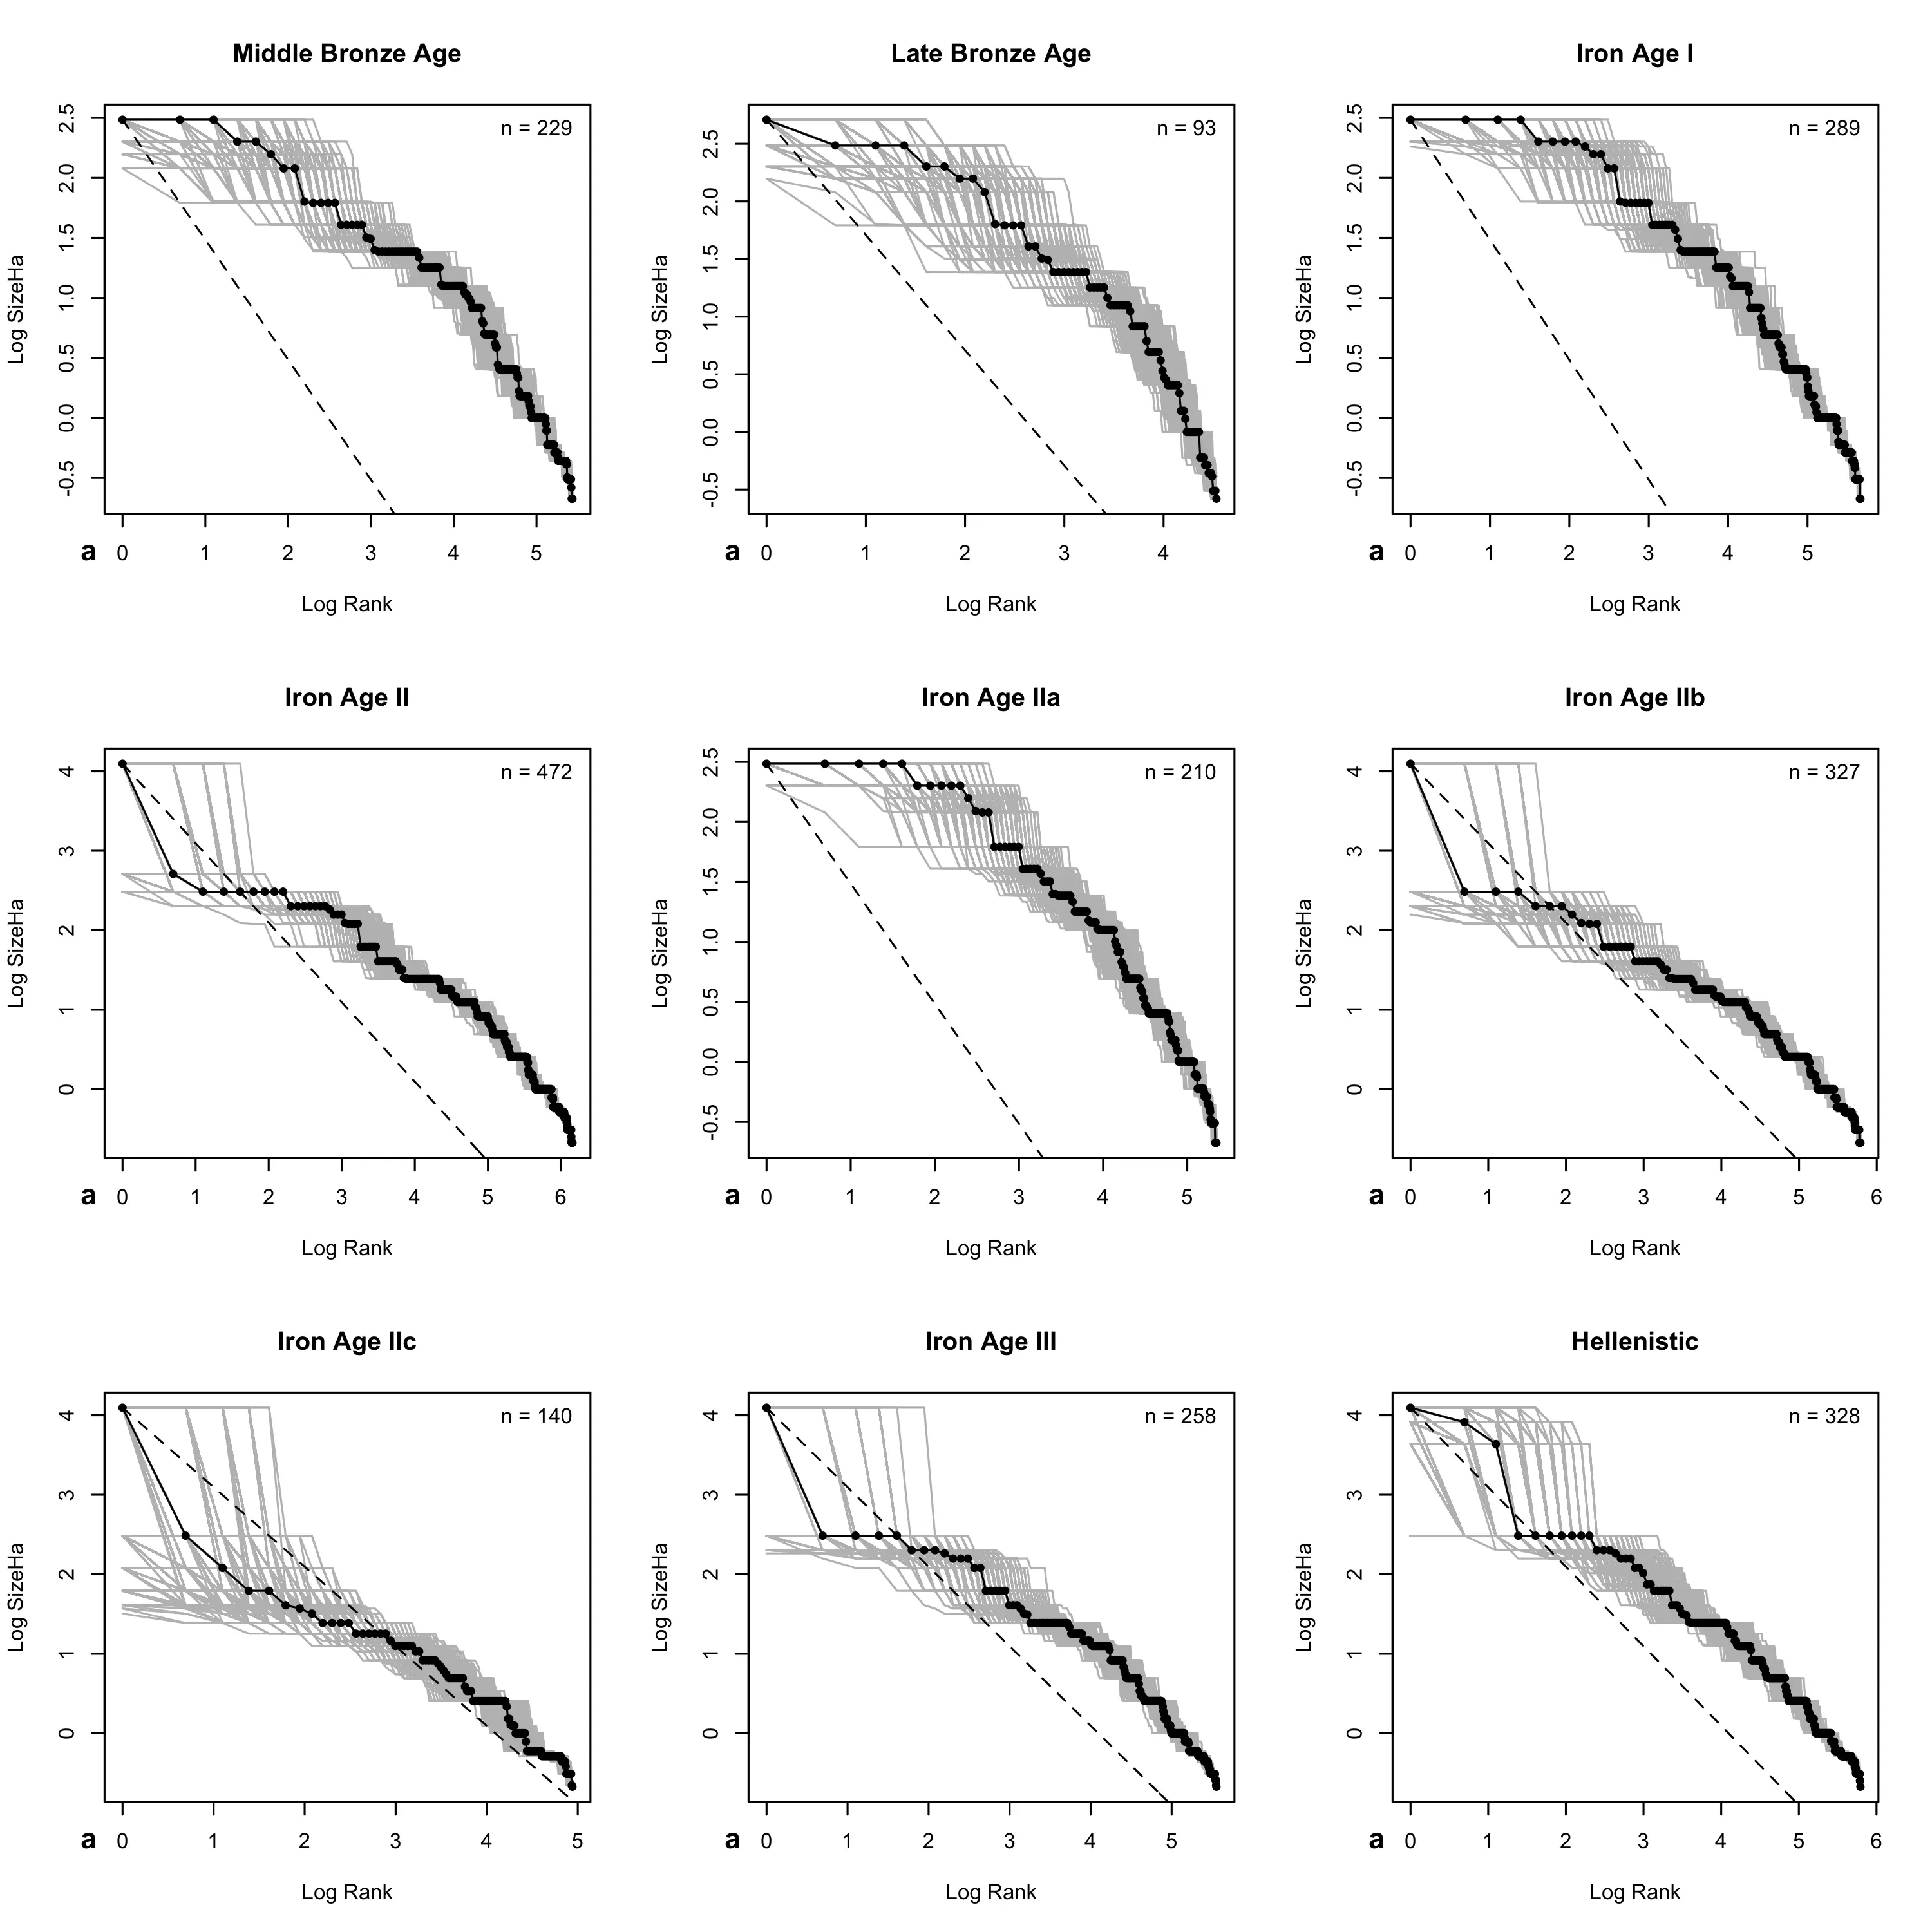 Middle Bronze Age
n = 229
Log SizeHa
2.5
2.0
1.5
1.0
0.5
0.0
-0.5
a 0 1 2 3 4 5
Log Rank
Late Bronze Age
n = 93
Log SizeHa
2.5
2.0
1.5
1.0
0.5
0.0
-0.5
a 0 1 2 3 4
Log Rank
Iron Age I
n = 289
Log SizeHa
2.5
2.0
1.5
1.0
0.5
0.0
-0.5
a 0 1 2 3 4 5
Log Rank
Iron Age II
n = 472
Log SizeHa
4
3
2
1
0
a 0 1 2 3 4 5 6
Log Rank
Iron Age IIa
n = 210
Log SizeHa
2.5
2.0
1.5
1.0
0.5
0.0
-0.5
a 0 1 2 3 4 5
Log Rank
Iron Age IIb
n = 327
Log SizeHa
4
3
2
1
0
a 0 1 2 3 4 5 6
Log Rank
Iron Age IIc
n = 140
Log SizeHa
4
3
2
1
0
a 0 1 2 3 4 5
Log Rank
Iron Age III
n = 258
Log SizeHa
4
3
2
1
0
a 0 1 2 3 4 5
Log Rank
Hellenistic
n = 328
Log SizeHa
4
3
2
1
0
a 0 1 2 3 4 5 6
Log Rank